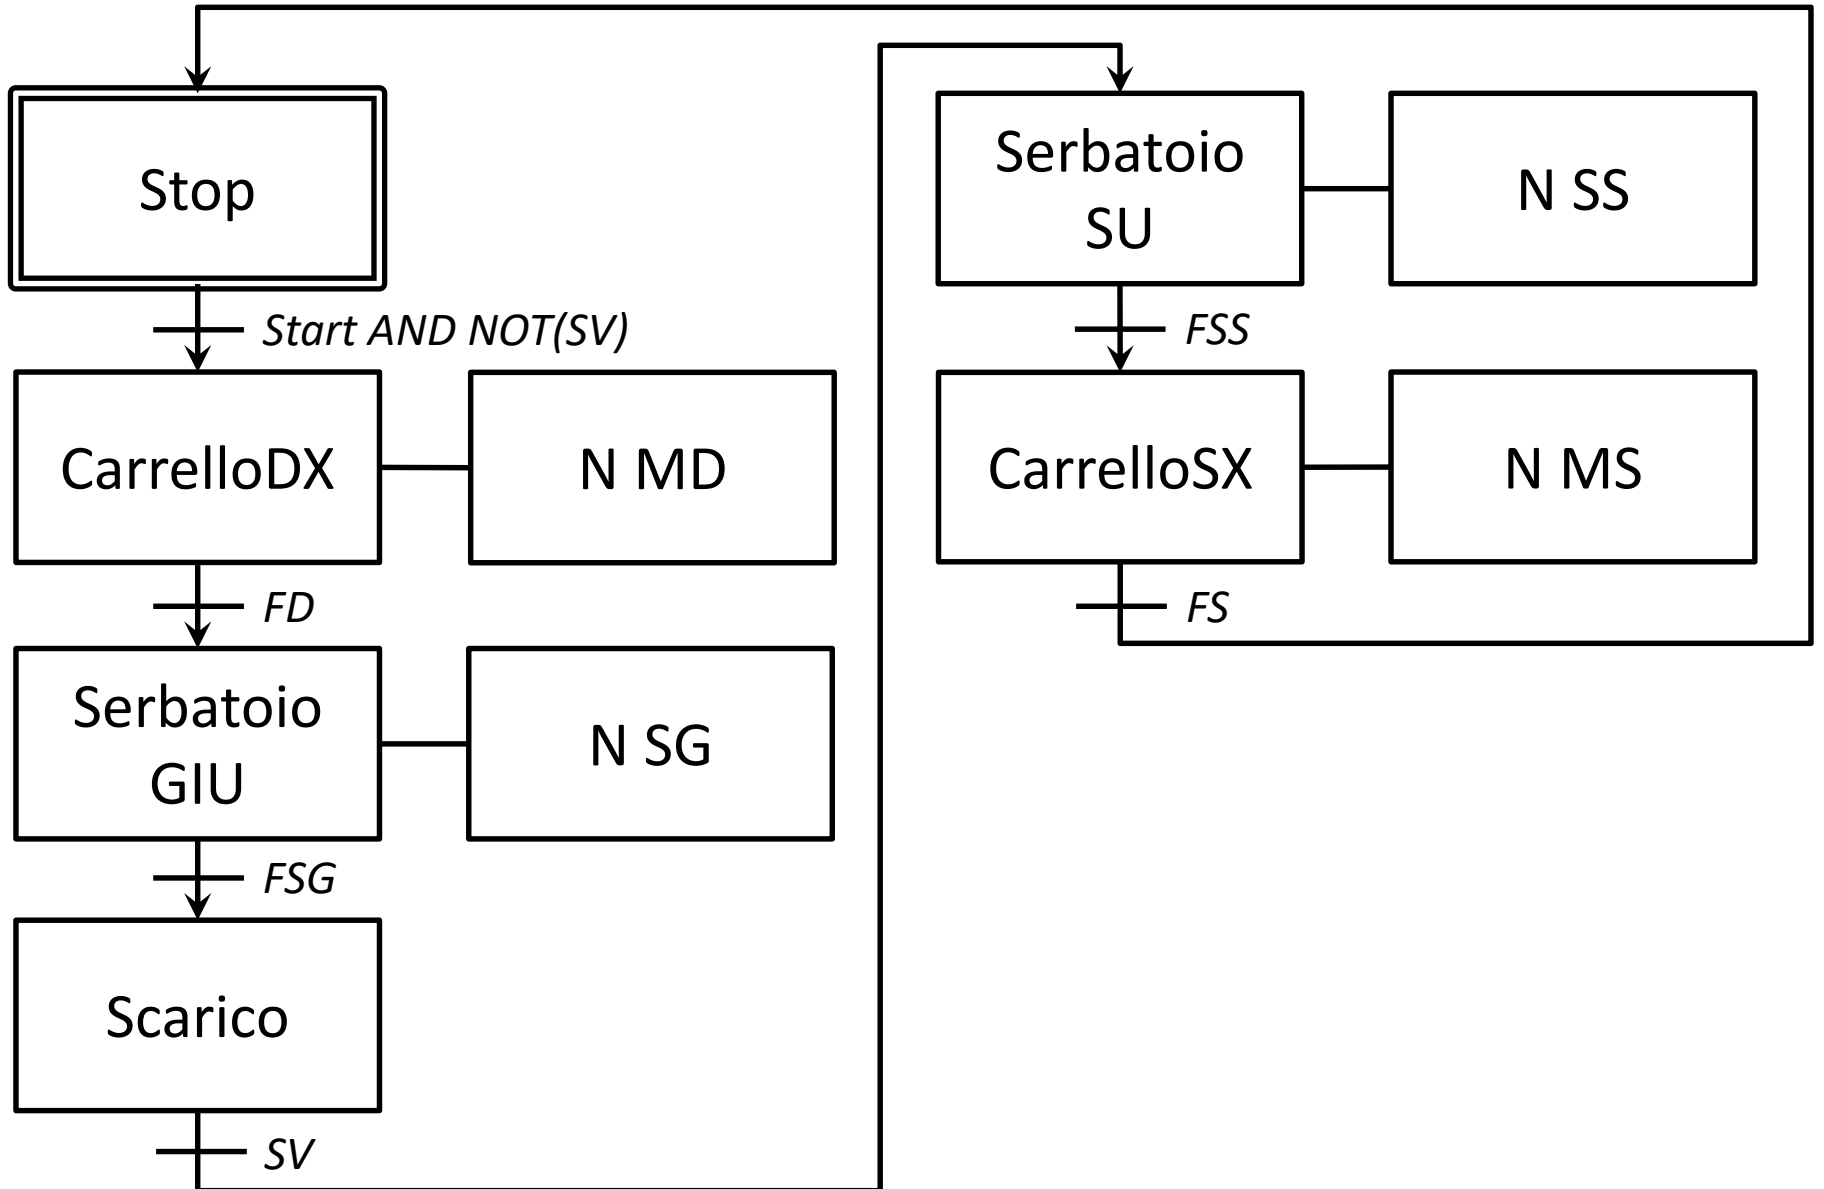 Stop
Start AND NOT(SV)
CarrelloDX
N MD
FD
Serbatoio
GIU
N SG
FSG
Scarico
SV
Serbatoio
SU
N SS
FSS
CarrelloSX
N MS
FS